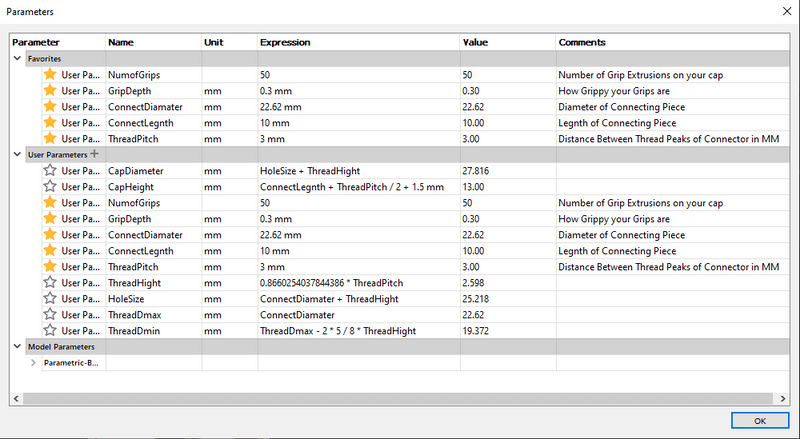 Parameters
Parameter Name Unit Expression Value Comments
Favorites
User Pa... NumofGrips 50 50 Number of Grip Extrusions on your cap
User Pa... GripDepth mm 0.3 mm 0.30 How Grippy your Grips are
User Pa... ConnectDiamater mm 22.62 mm 22.62 Diameter of Connecting Piece
User Pa... ConnectLegnth mm 10 mm 10.00 Legnth of Connecting Piece
User Pa... ThreadPitch mm 3 mm 3.00 Distance Between Thread Peaks of Connector in MM
User Parameters +
User Pa... CapDiameter mm HoleSize + ThreadHight 27.816
User Pa... CapHeight mm ConnectLegnth + ThreadPitch / 2 + 1.5 mm 13.00
User Pa... NumofGrips 50 50 Number of Grip Extrusions on your cap
User Pa... GripDepth mm 0.3 mm 0.30 How Grippy your Grips are
User Pa... ConnectDiamater mm 22.62 mm 22.62 Diameter of Connecting Piece
User Pa... ConnectLegnth mm 10 mm 10.00 Legnth of Connecting Piece
User Pa... ThreadPitch mm 3 mm 3.00 Distance Between Thread Peaks of Connector in MM
User Pa... ThreadHight mm 0.8660254037844386 * ThreadPitch 2.598
User Pa... HoleSize mm ConnectDiamater + ThreadHight 25.218
User Pa... ThreadDmax mm ConnectDiamater 22.62
User Pa... ThreadDmin mm ThreadDmax - 2 * 5 / 8 * ThreadHight 19.372
Model Parameters
Parametric-B...
OK